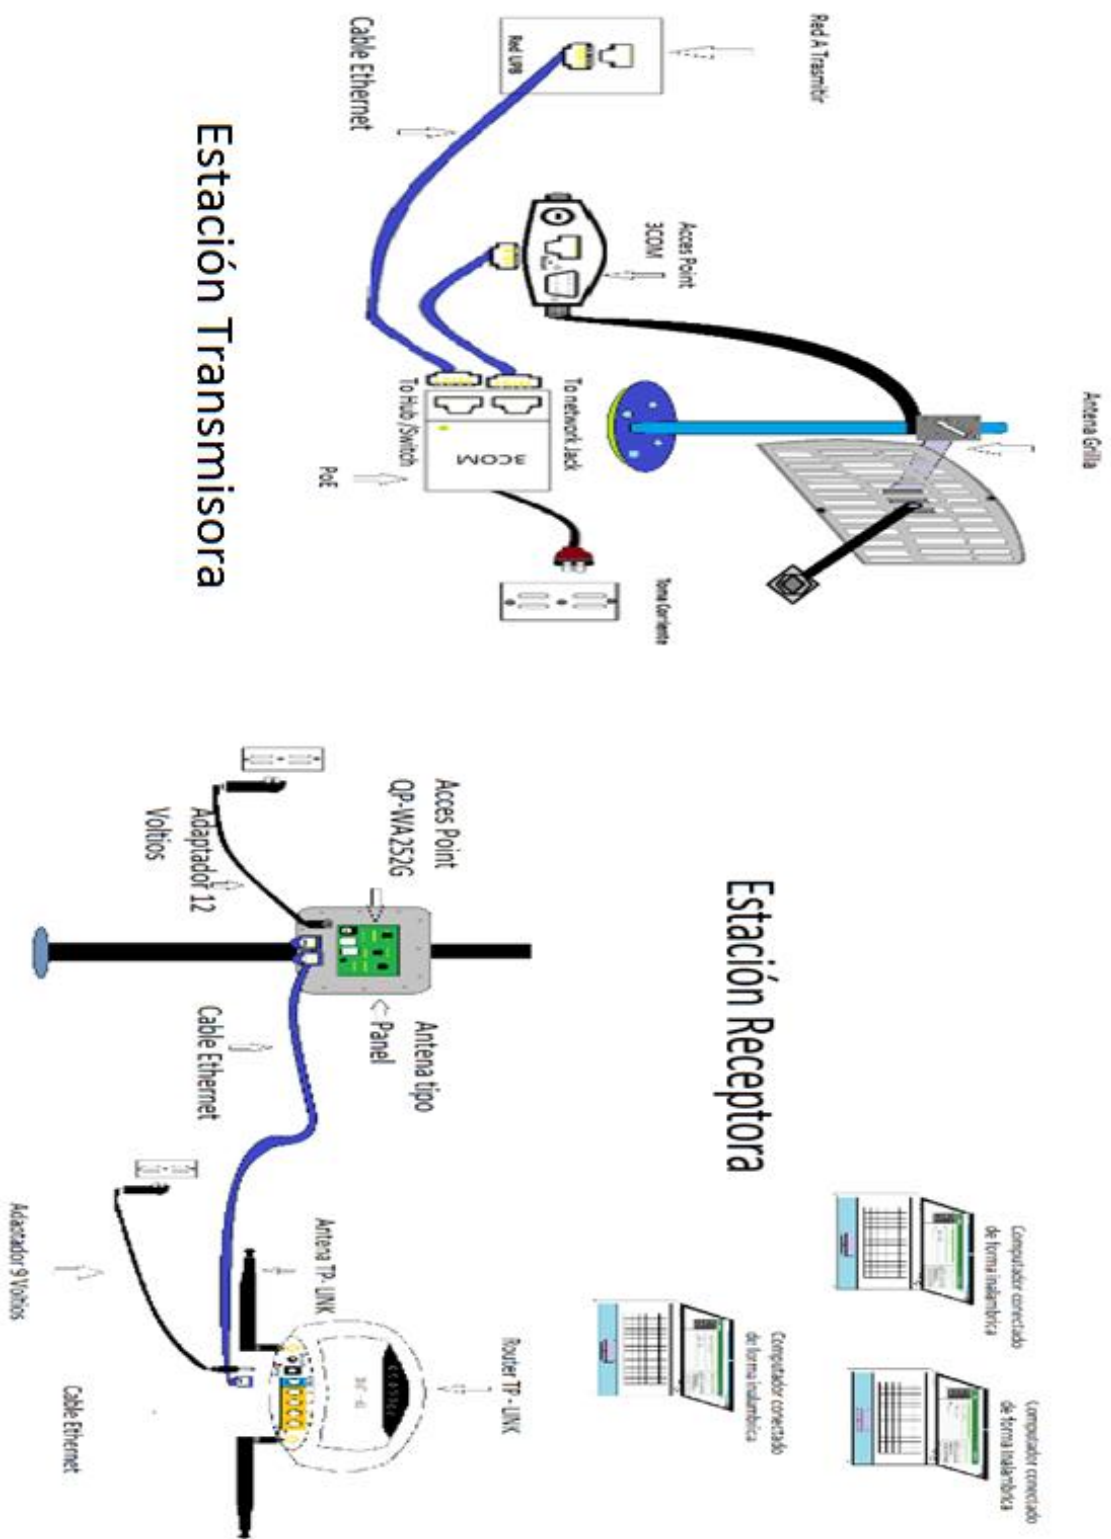 Red A Trasmitir
Red UPB
Cable Ethernet
Acces Point
3COM
Antena Grilla
To network Jack
To Hub /Switch
3COM
PoE
Toma Corriente
Estación Transmisora
Estación Receptora
Acces Point
QP-WA252G
Adaptador 12
Voltios
Antena tipo
Panel
Cable Ethernet
Adaptador 9 Voltios
Antena TP- LINK
Router TP - LINK
Cable Ethernet
Computador conectado
de forma inalambrica
Computador conectado
de forma inalambrica
Computador conectado
de forma inalambrica